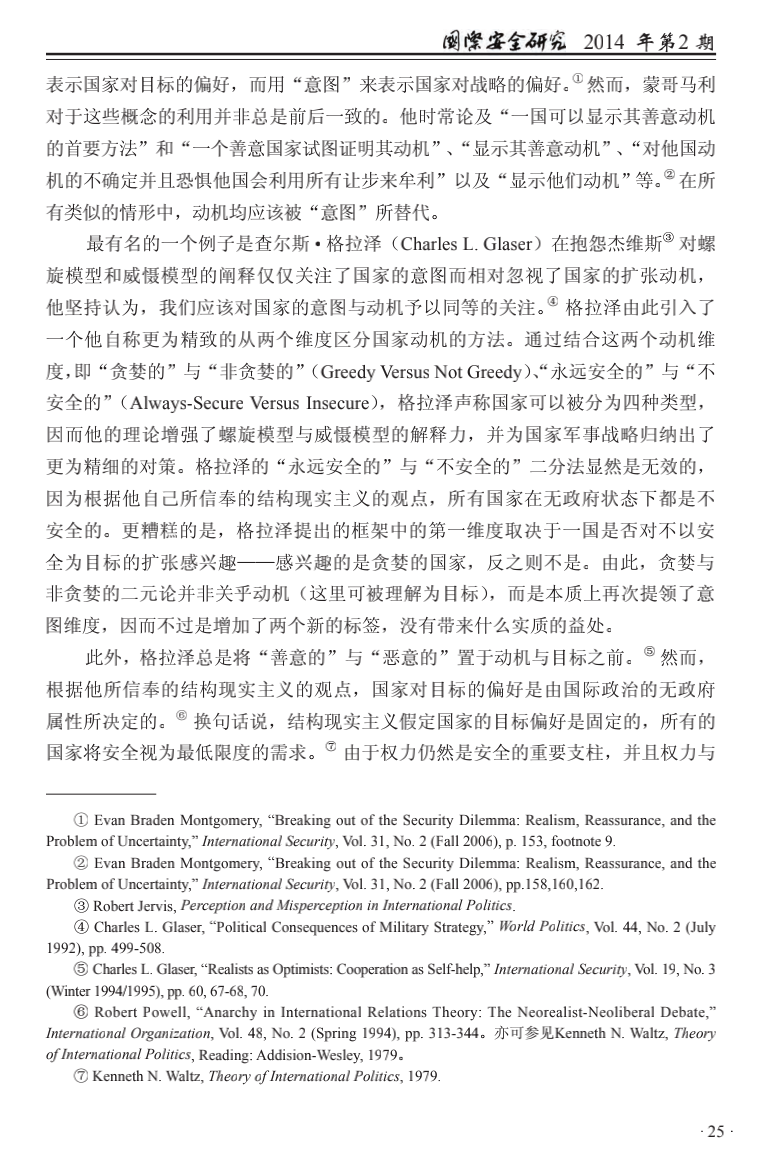 國際安全研究 2014 年第2 期
表示国家对目标的偏好，而用“意图”来表示国家对战略的偏好。① 然而，蒙哥马利
对于这些概念的利用并非总是前后一致的。他时常论及“一国可以显示其善意动机
的首要方法”和“一个善意国家试图证明其动机”、“显示其善意动机”、“对他国动
机的不确定并且恐惧他国会利用所有让步来牟利”以及“显示他们动机”等。② 在所
有类似的情形中，动机均应该被“意图”所替代。
最有名的一个例子是查尔斯·格拉泽（Charles L. Glaser）在抱怨杰维斯③ 对螺
旋模型和威慑模型的阐释仅仅关注了国家的意图而相对忽视了国家的扩张动机，
他坚持认为，我们应该对国家的意图与动机予以同等的关注。④ 格拉泽由此引入了
一个他自称更为精致的从两个维度区分国家动机的方法。通过结合这两个动机维
度，即“贪婪的”与“非贪婪的”（Greedy Versus Not Greedy）、“永远安全的”与“不
安全的”（Always-Secure Versus Insecure），格拉泽声称国家可以被分为四种类型，
因而他的理论增强了螺旋模型与威慑模型的解释力，并为国家军事战略归纳出了
更为精细的对策。格拉泽的“永远安全的”与“不安全的”二分法显然是无效的，
因为根据他自己所信奉的结构现实主义的观点，所有国家在无政府状态下都是不
安全的。更糟糕的是，格拉泽提出的框架中的第一维度取决于一国是否对不以安
全为目标的扩张感兴趣——感兴趣的是贪婪的国家，反之则不是。由此，贪婪与
非贪婪的二元论并非关乎动机（这里可被理解为目标），而是本质上再次提领了意
图维度，因而不过是增加了两个新的标签，没有带来什么实质的益处。
此外，格拉泽总是将“善意的”与“恶意的”置于动机与目标之前。⑤ 然而，
根据他所信奉的结构现实主义的观点，国家对目标的偏好是由国际政治的无政府
属性所决定的。⑥ 换句话说，结构现实主义假定国家的目标偏好是固定的，所有的
国家将安全视为最低限度的需求。⑦ 由于权力仍然是安全的重要支柱，并且权力与
① Evan Braden Montgomery, “Breaking out of the Security Dilemma: Realism, Reassurance, and the
Problem of Uncertainty,” International Security, Vol. 31, No. 2 (Fall 2006), p. 153, footnote 9.
② Evan Braden Montgomery, “Breaking out of the Security Dilemma: Realism, Reassurance, and the
Problem of Uncertainty,” International Security, Vol. 31, No. 2 (Fall 2006), pp.158,160,162.
③ Robert Jervis, Perception and Misperception in International Politics.
④ Charles L. Glaser, “Political Consequences of Military Strategy,” World Politics, Vol. 44, No. 2 (July
1992), pp. 499-508.
⑤ Charles L. Glaser, “Realists as Optimists: Cooperation as Self-help,” International Security, Vol. 19, No. 3
(Winter 1994/1995), pp. 60, 67-68, 70.
⑥ Robert Powell, “Anarchy in International Relations Theory: The Neorealist-Neoliberal Debate,”
International Organization, Vol. 48, No. 2 (Spring 1994), pp. 313-344。亦可参见Kenneth N. Waltz, Theory
of International Politics, Reading: Addision-Wesley, 1979。
⑦ Kenneth N. Waltz, Theory of International Politics, 1979.
· 25 ·